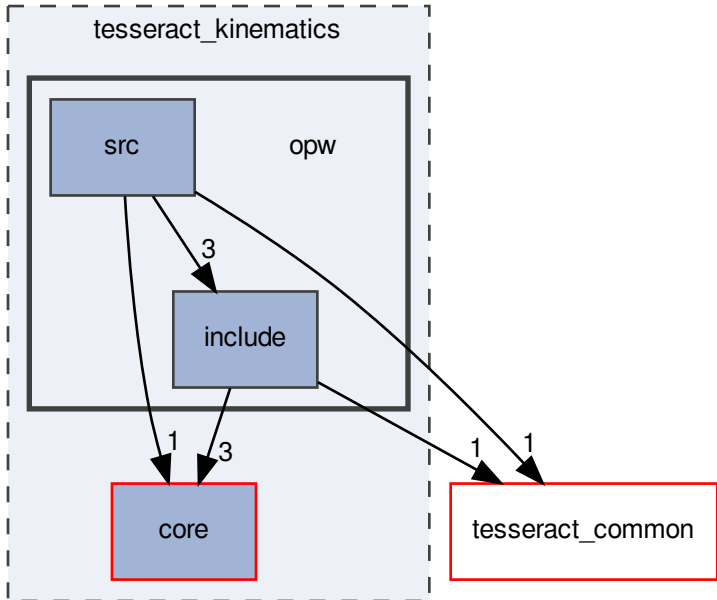 tesseract_kinematics
src
opw
3
include
1
3
1
1
core
tesseract_common